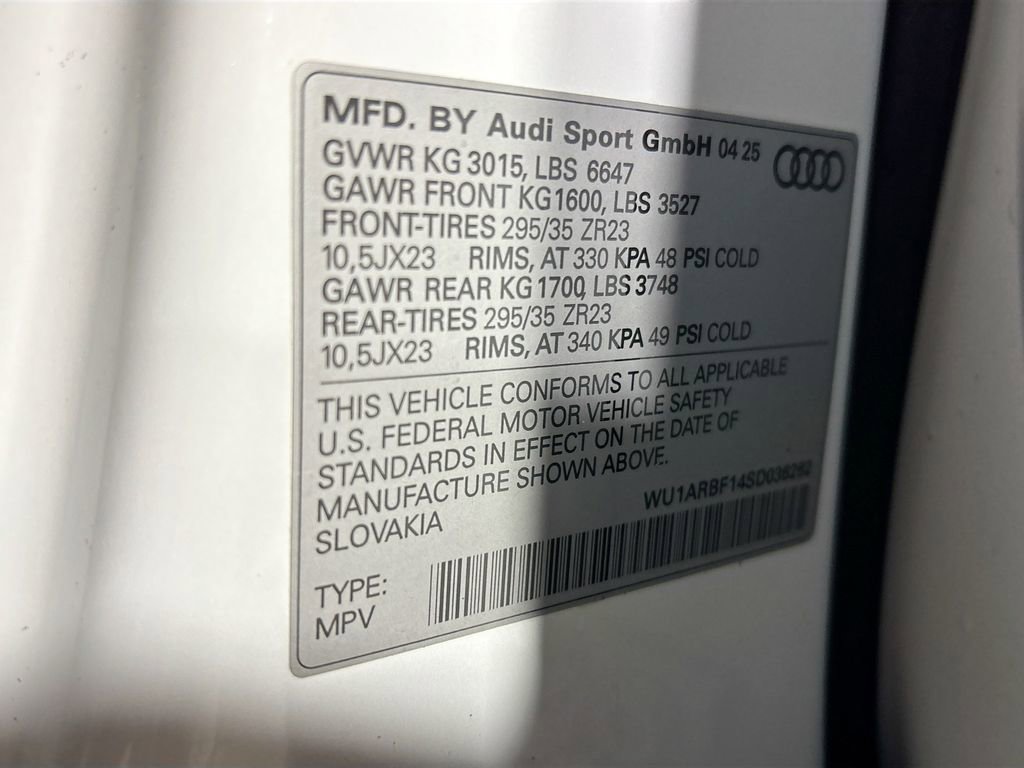 MFD. BY Audi Sport GmbH 04 25
GVWR KG 3015, LBS 6647
GAWR FRONT KG1600, LBS 3527
FRONT-TIRES 295/35 ZR23
10,5JX23 RIMS, AT 330 KPA 48 PSI COLD
GAWR REAR KG1700, LBS 3748
REAR-TIRES 295/35 ZR23
10,5JX23 RIMS, AT 340 KPA 49 PSI COLD
THIS VEHICLE CONFORMS TO ALL APPLICABLE
U.S. FEDERAL MOTOR VEHICLE SAFETY
STANDARDS IN EFFECT ON THE DATE OF
MANUFACTURE SHOWN ABOVE.
SLOVAKIA
TYPE:
MPV